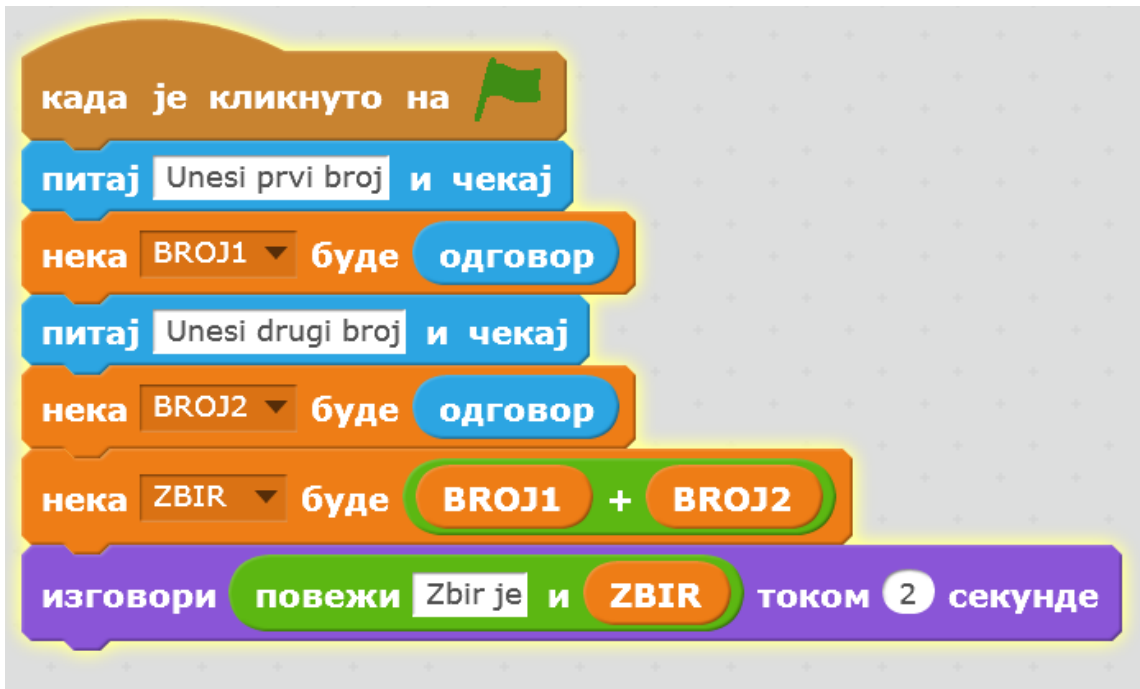 када је кликнуто на
питај Unesi prvi broj и чекај
нека BROJ1 буде одговор
питај Unesi drugi broj и чекај
нека BROJ2 буде одговор
нека ZBIR буде BROJ1 + BROJ2
изговори повежи Zbir je и ZBIR током 2 секунде